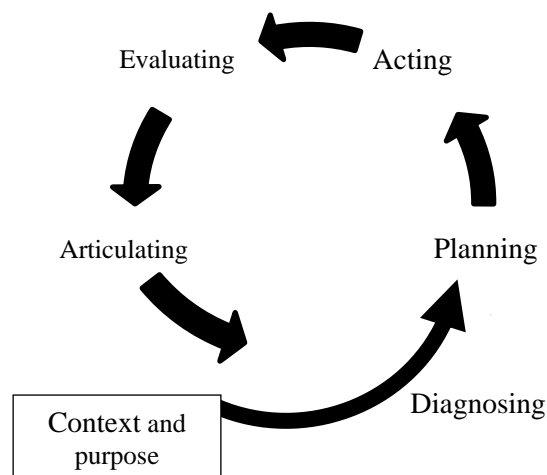 Evaluating
Acting
Articulating
Planning
Diagnosing
Context and
purpose